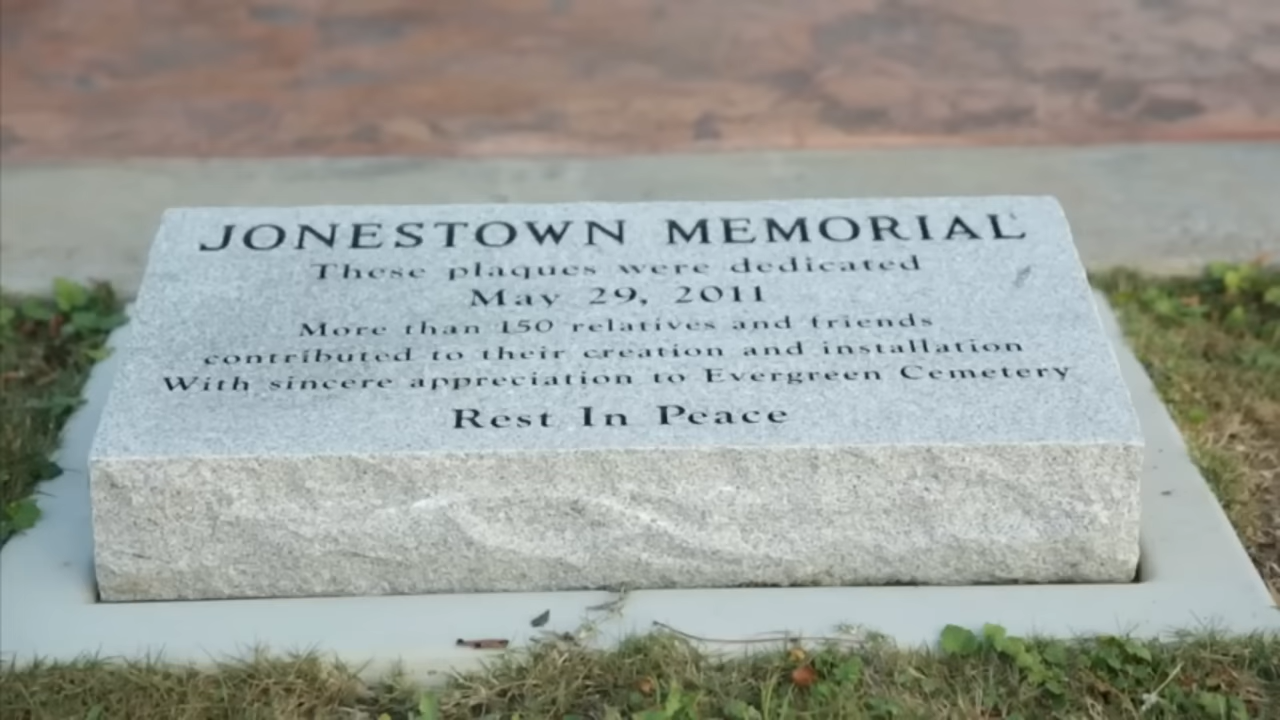 JONESTOWN MEMORIAL
These plaques were dedicated
May 29, 2011
More than 150 relatives and friends
contributed to their creation and installation
With sincere appreciation to Evergreen Cemetery
Rest In Peace